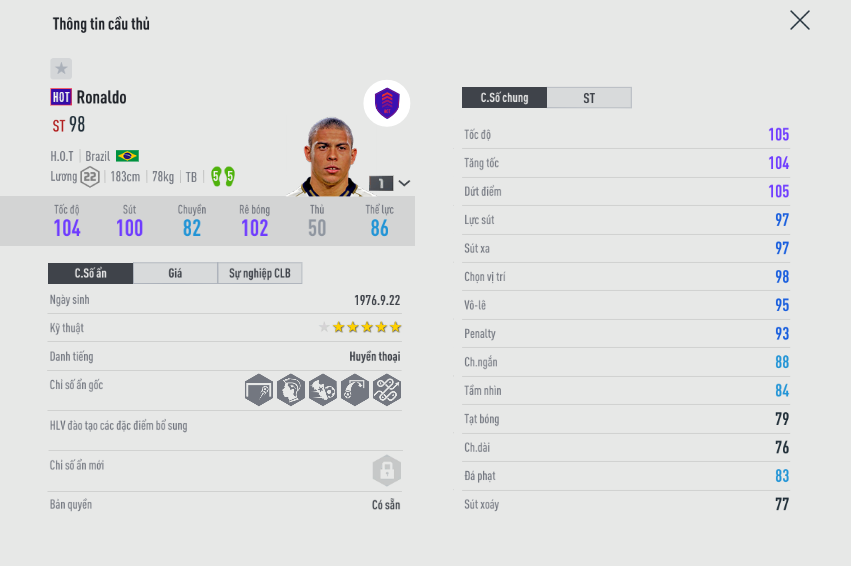 Thông tin cầu thủ
HOT Ronaldo
ST 98
H.O.T Brazil
Lương 22 183cm 78kg TB 5 5
1
Tốc độ Sút Chuyền Rê bóng Thủ Thể lực
104 100 82 102 50 86
C.Số ẩn Giá Sự nghiệp CLB
Ngày sinh 1976.9.22
Kỹ thuật
Danh tiếng Huyền thoại
Chỉ số ẩn gốc
HLV đào tạo các đặc điểm bổ sung
Chỉ số ẩn mới
Bản quyền Có sẵn
C.Số chung ST
Tốc độ 105
Tăng tốc 104
Dứt điểm 105
Lực sút 97
Sút xa 97
Chọn vị trí 98
Vô-lê 95
Penalty 93
Ch.ngắn 88
Tầm nhìn 84
Tạt bóng 79
Ch.dài 76
Đá phạt 83
Sút xoáy 77